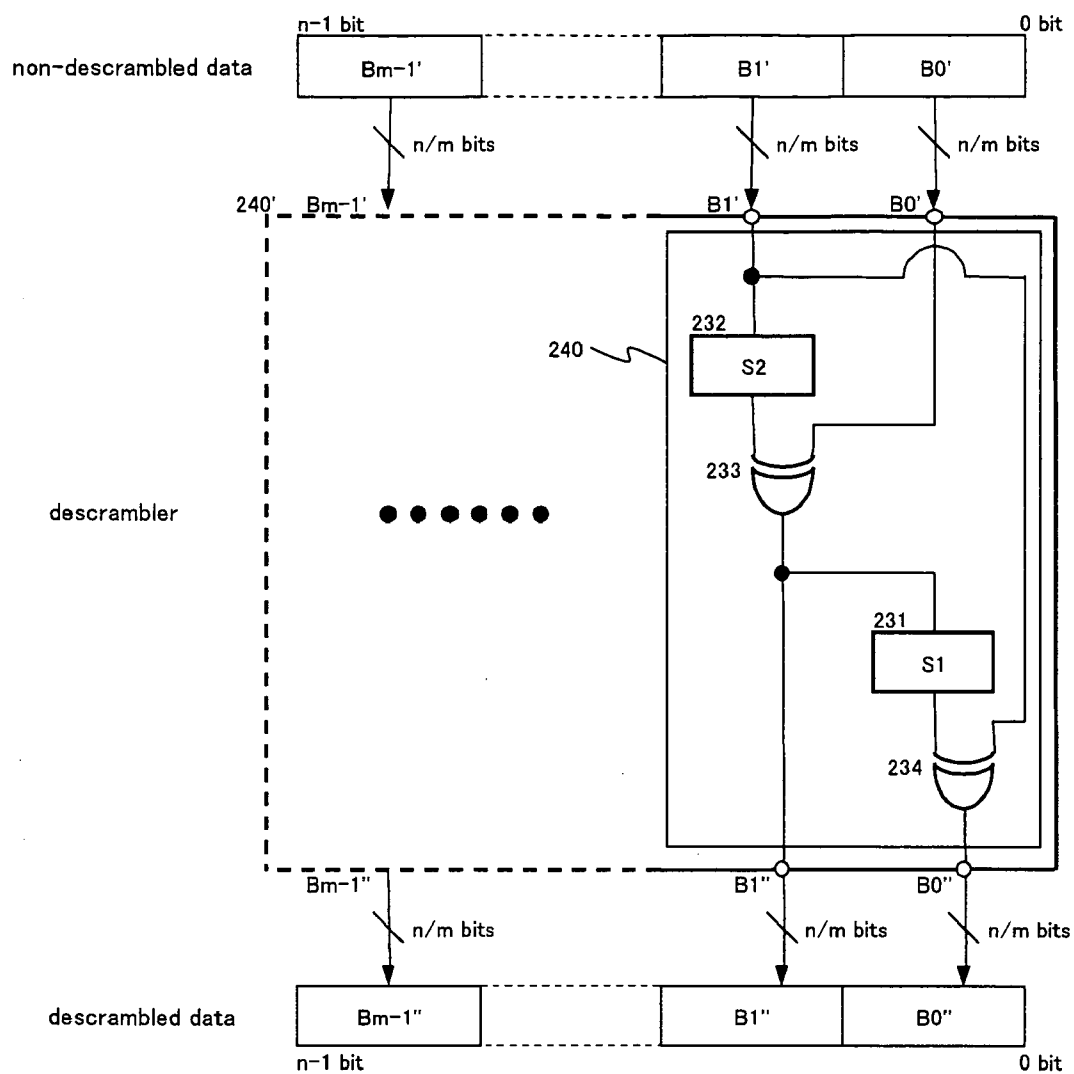 n-1 bit 0 bit
non-descrambled data Bm-1' B1' B0'
n/m bits n/m bits n/m bits
240' Bm-1' B1' B0'
232
240 S2
233
descrambler
231
S1
234
Bm-1'' B1'' B0''
n/m bits n/m bits n/m bits
descrambled data Bm-1'' B1'' B0''
n-1 bit 0 bit